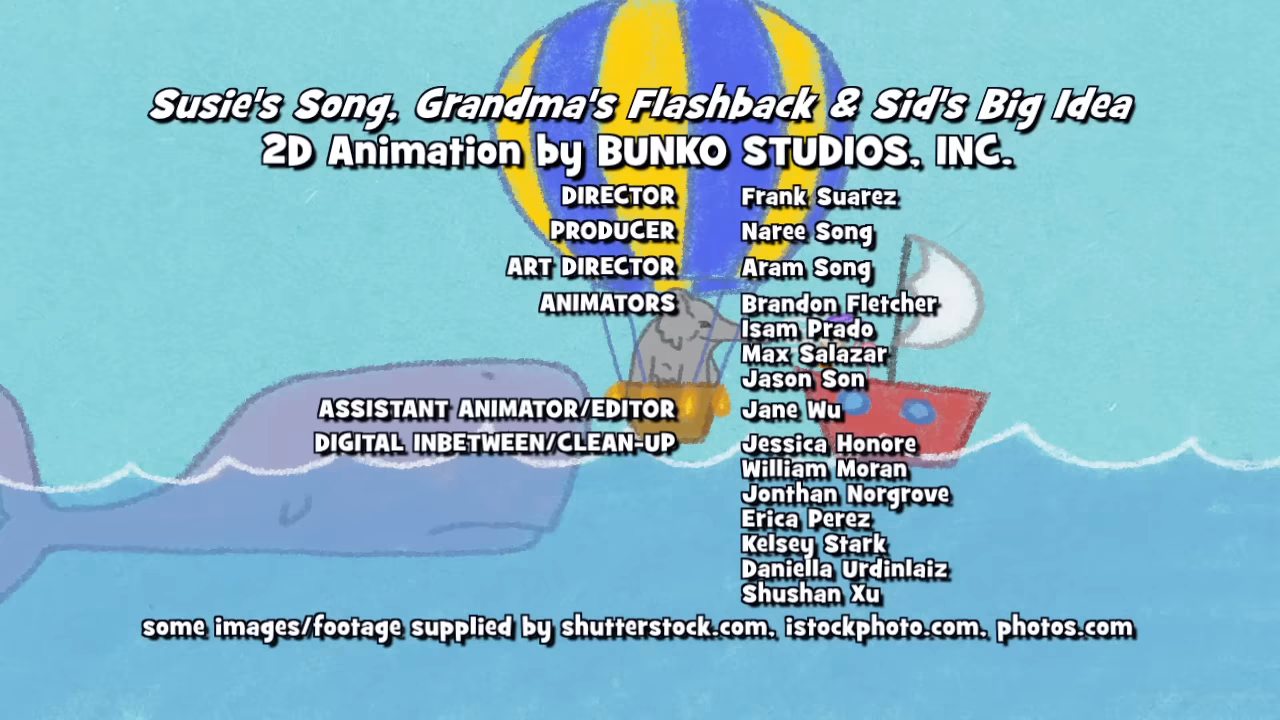 Susie's Song, Grandma's Flashback & Sid's Big Idea
2D Animation by BUNKO STUDIOS, INC.
DIRECTOR Frank Suarez
PRODUCER Naree Song
ART DIRECTOR Aram Song
ANIMATORS Brandon Fletcher
Isam Prado
Max Salazar
Jason Son
ASSISTANT ANIMATOR/EDITOR Jane Wu
DIGITAL INBETWEEN/CLEAN-UP Jessica Honore
William Moran
Jonthan Norgrove
Erica Perez
Kelsey Stark
Daniella Urdinlaiz
Shushan Xu
some images/footage supplied by shutterstock.com, istockphoto.com, photos.com